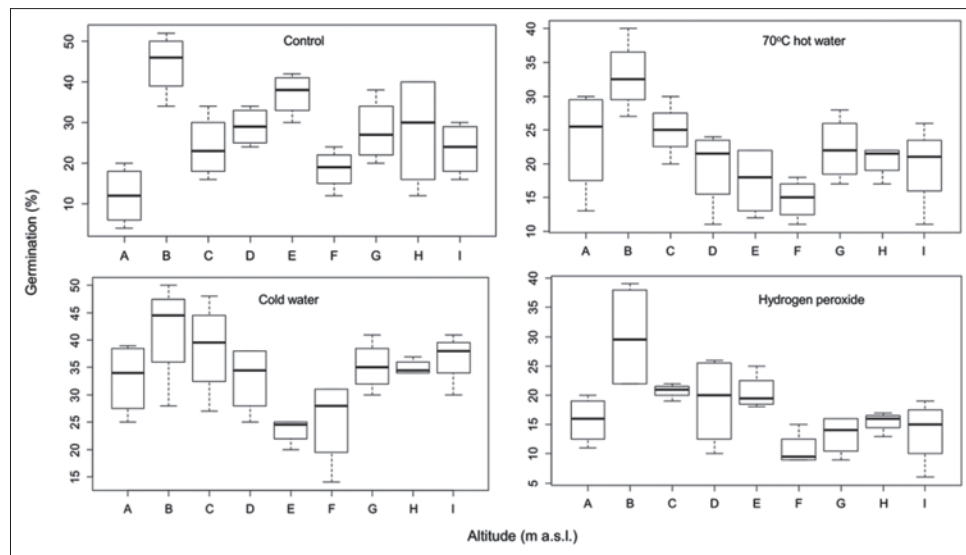 Germination (%)
Control
50
40
30
20
10
A B C D E F G H I
70°C hot water
40
35
30
25
20
15
10
A B C D E F G H I
Cold water
50
45
40
35
30
25
20
15
A B C D E F G H I
Hydrogen peroxide
40
35
30
25
20
15
10
5
A B C D E F G H I
Altitude (m a.s.l.)